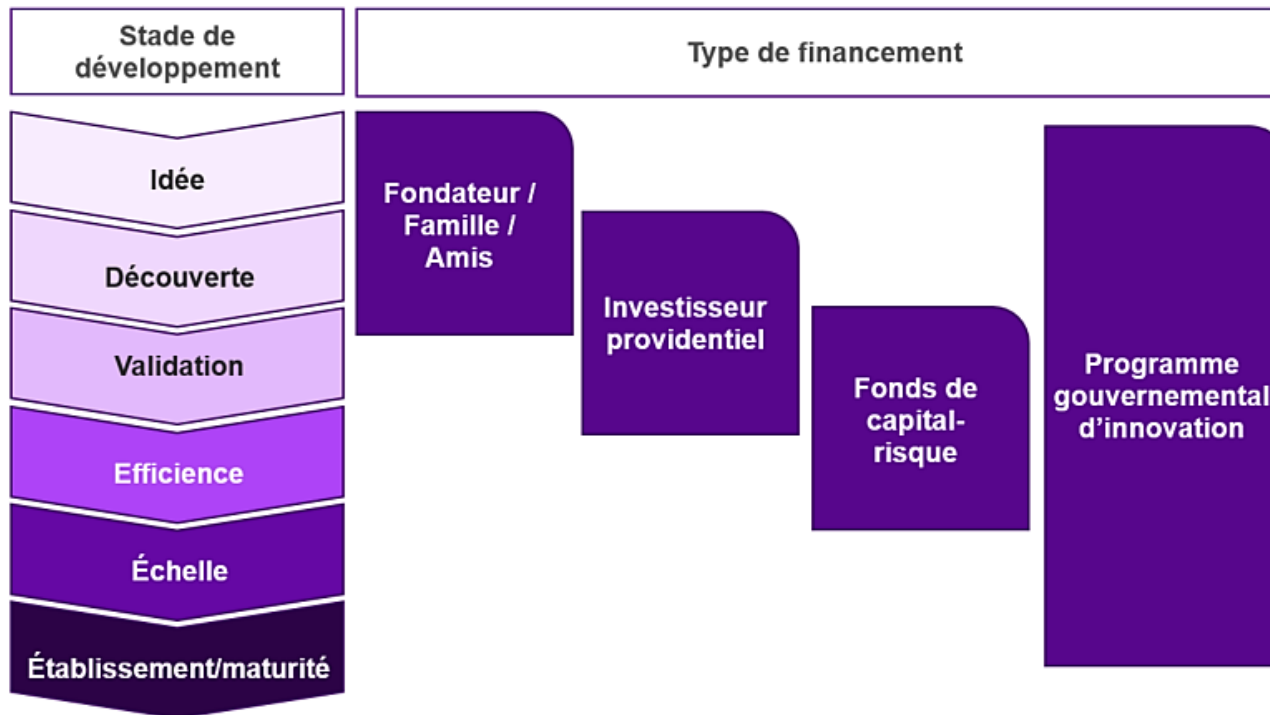 Stade de
développement
Type de financement
Idée
Découverte
Validation
Efficience
Échelle
Établissement/maturité
Fondateur /
Famille /
Amis
Investisseur
providentiel
Fonds de
capital-
risque
Programme
gouvernemental
d’innovation